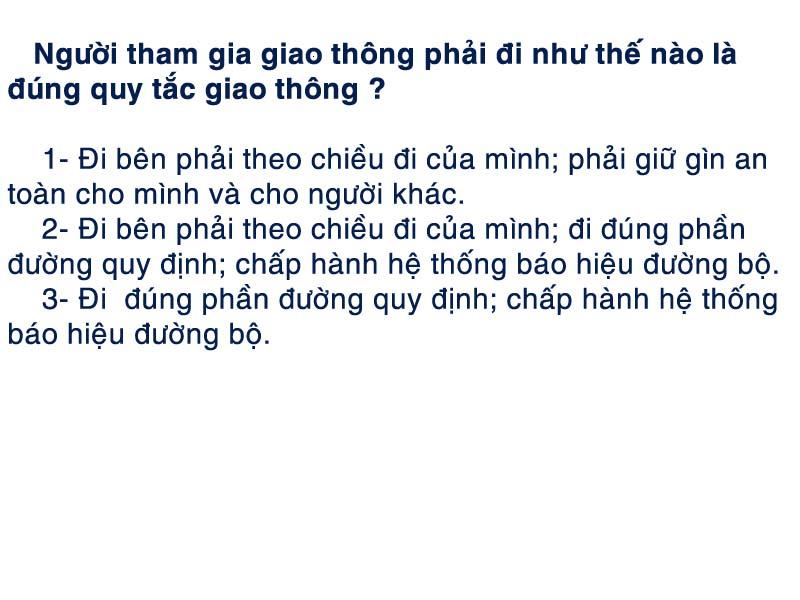 Người tham gia giao thông phải đi như thế nào là
đúng quy tắc giao thông ?
1- Đi bên phải theo chiều đi của mình; phải giữ gìn an
toàn cho mình và cho người khác.
2- Đi bên phải theo chiều đi của mình; đi đúng phần
đường quy định; chấp hành hệ thống báo hiệu đường bộ.
3- Đi  đúng phần đường quy định; chấp hành hệ thống
báo hiệu đường bộ.